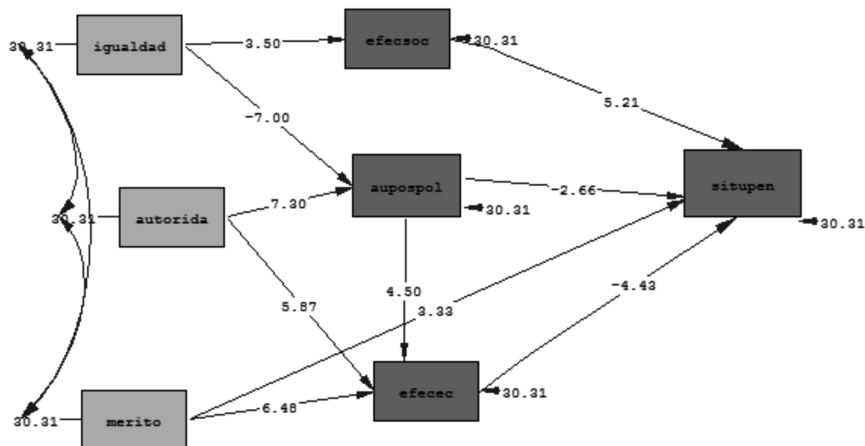 30.31 igualdad 3.50 efecsoc 30.31
5.21
-7.00
aupospol -2.66 situpen
30.31 autorida 7.30 30.31 30.31
5.87 4.50 3.33 -4.43
30.31 merito 6.48 efecec 30.31